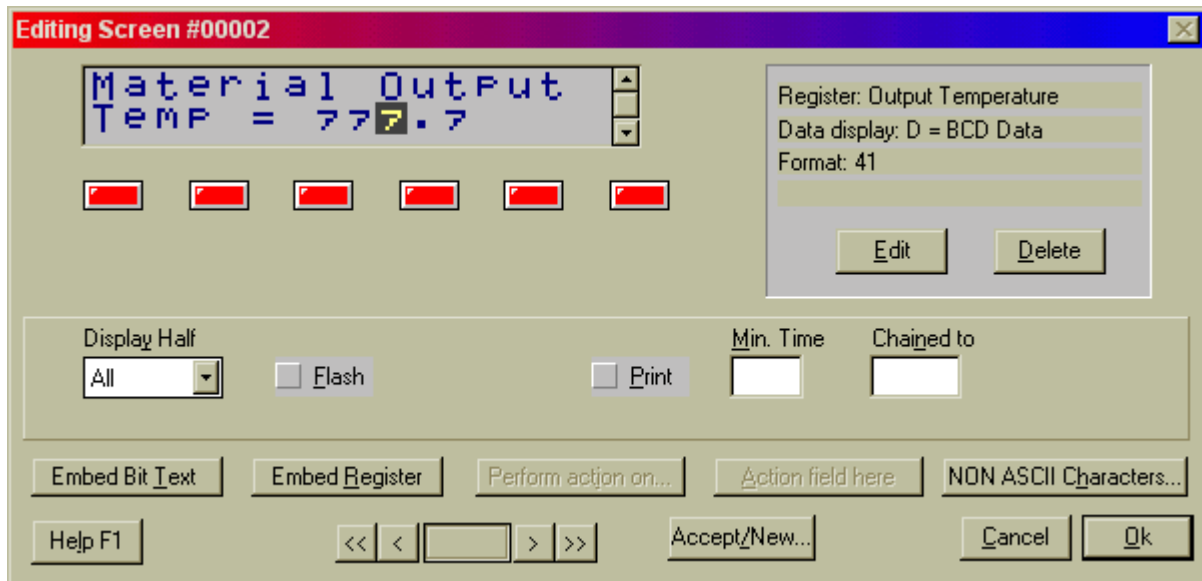 Editing Screen #00002
Material Output
Temp = 777.7
Register: Output Temperature
Data display: D = BCD Data
Format: 41
Edit
Delete
Display Half
All
Flash
Print
Min. Time
Chained to
Embed Bit Text
Embed Register
Perform action on...
Action field here
NON ASCII Characters...
Help F1
<<
<
>
>>
Accept/New...
Cancel
Ok